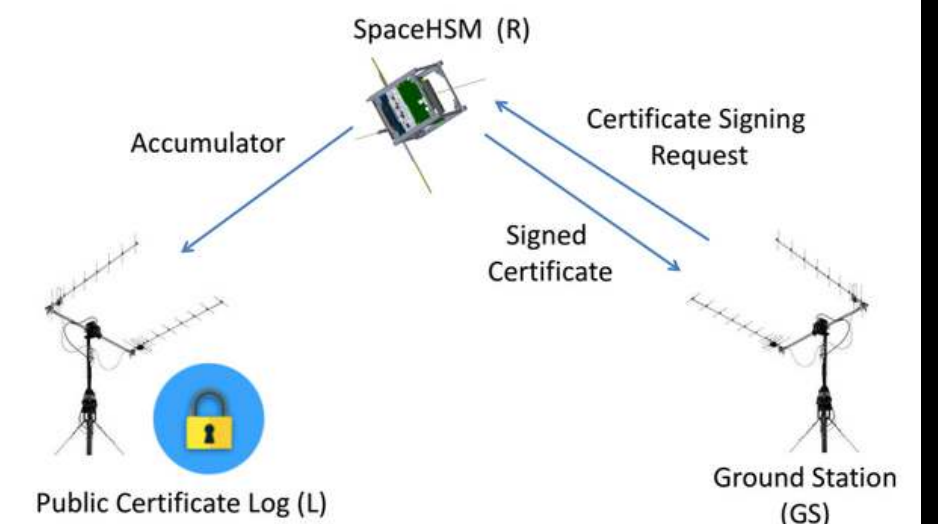 SpaceHSM (R)
Accumulator
Certificate Signing
Request
Signed
Certificate
Public Certificate Log (L)
Ground Station
(GS)